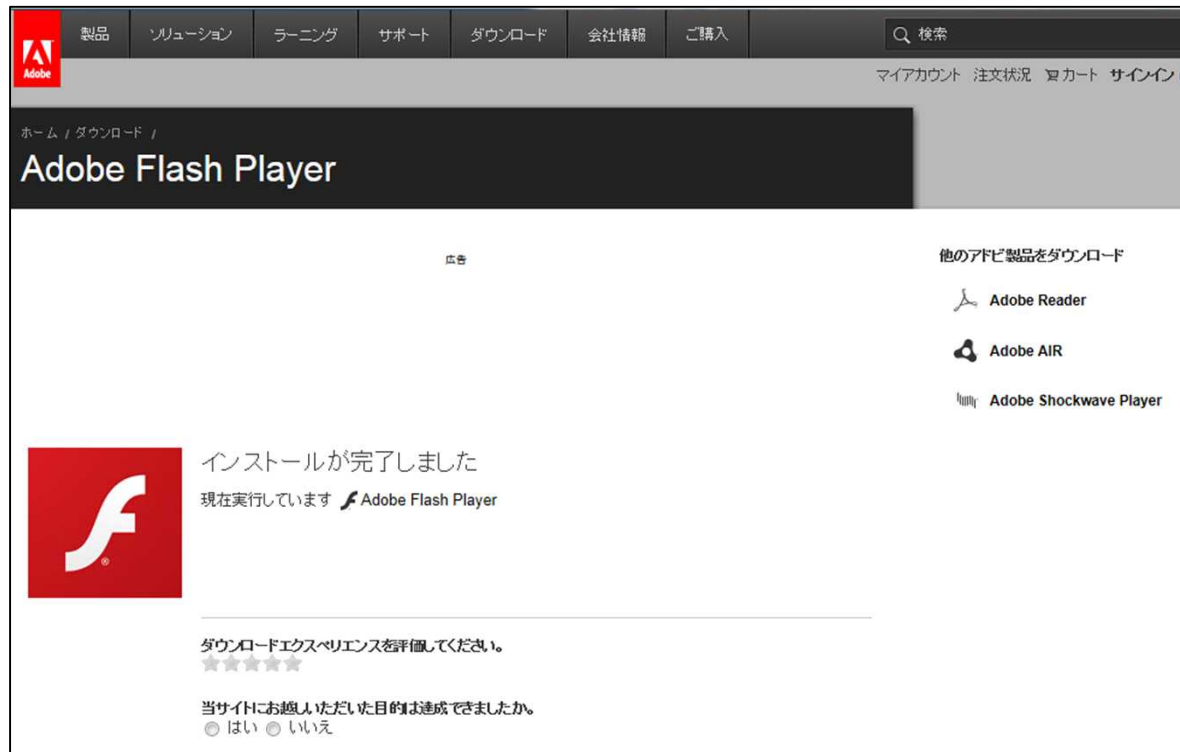 製品 ソリューション ラーニング サポート ダウンロード 会社情報 ご購入 検索
Adobe
マイアカウント 注文状況 カート サインイン
ホーム / ダウンロード /
Adobe Flash Player
広告
他のアドビ製品をダウンロード
Adobe Reader
Adobe AIR
Adobe Shockwave Player
インストールが完了しました
現在実行しています Adobe Flash Player
ダウンロードエクスペリエンスを評価してください。
当サイトにお越しいただいた目的は達成できましたか。
はい いいえ